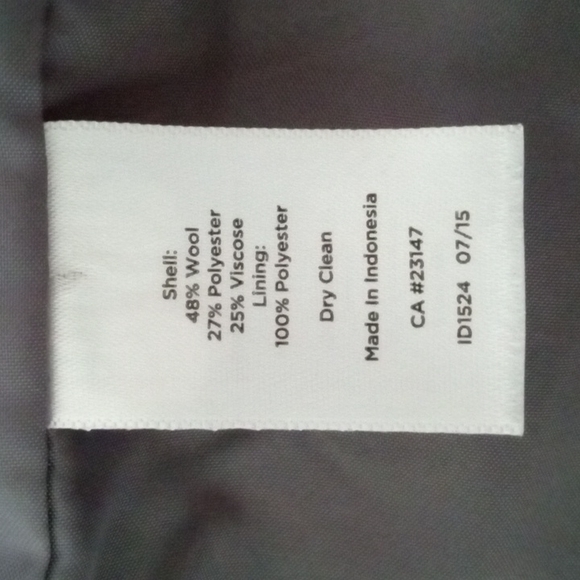 Shell:
48% Wool
27% Polyester
25% Viscose
Lining:
100% Polyester
Dry Clean
Made In Indonesia
CA #23147
ID1524 07/15